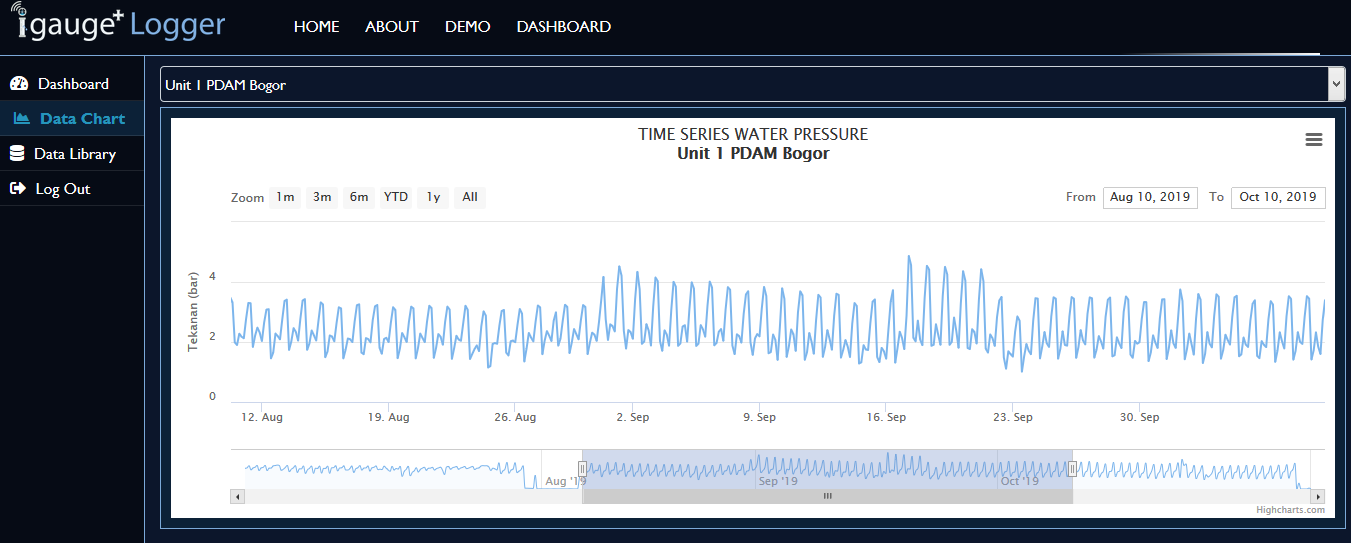 igauge+ Logger
HOME ABOUT DEMO DASHBOARD
Dashboard
Data Chart
Data Library
Log Out
Unit 1 PDAM Bogor
TIME SERIES WATER PRESSURE
Unit 1 PDAM Bogor
Zoom 1m 3m 6m YTD 1y All
From Aug 10, 2019 To Oct 10, 2019
Tekanan (bar)
4
2
0
12. Aug 19. Aug 26. Aug 2. Sep 9. Sep 16. Sep 23. Sep 30. Sep
Aug '19 Sep '19 Oct '19
Highcharts.com